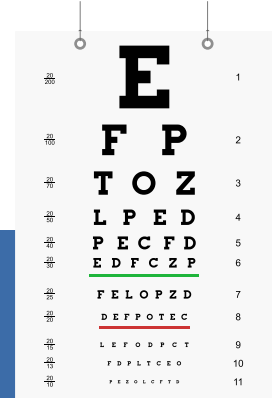 20/200 E 1
20/100 F P 2
20/70 T O Z 3
20/50 L P E D 4
20/40 P E C F D 5
20/30 E D F C Z P 6
20/25 F E L O P Z D 7
20/20 D E F P O T E C 8
20/15 L E F O D P C T 9
20/13 F D P L T C E O 10
20/10 P E Z O L C F T D 11